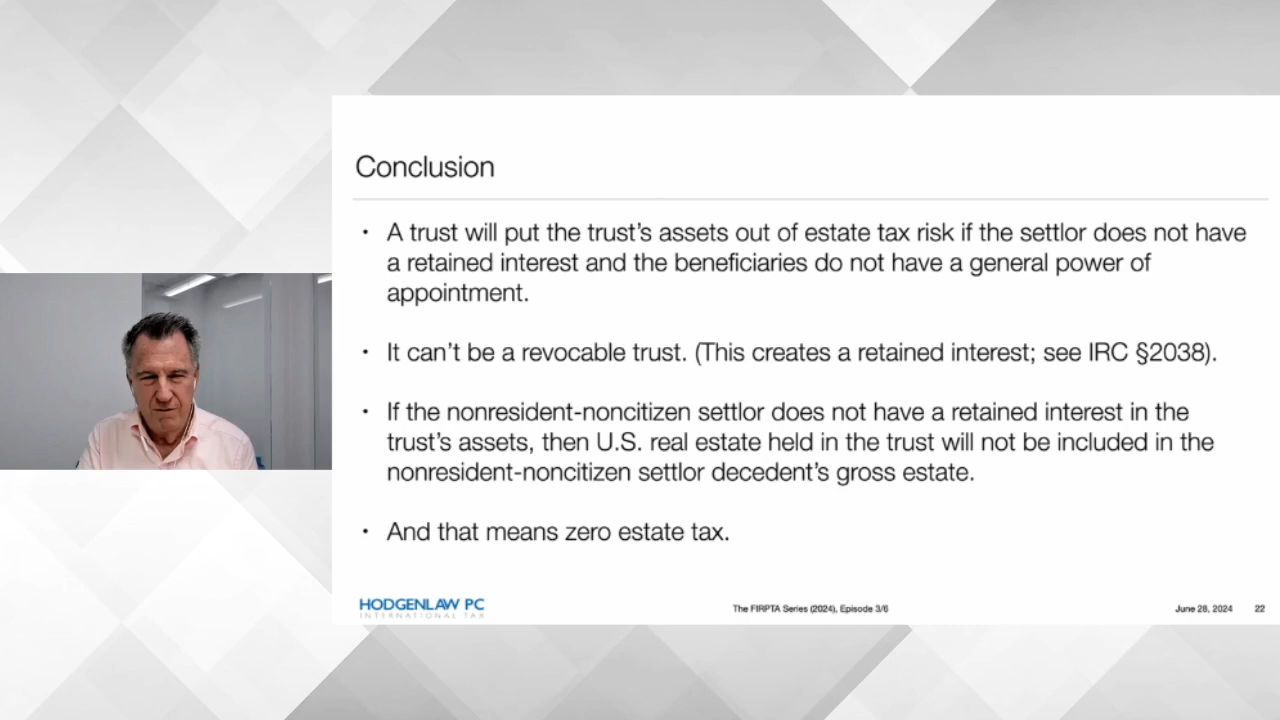 Conclusion
• A trust will put the trust's assets out of estate tax risk if the settlor does not have
a retained interest and the beneficiaries do not have a general power of
appointment.
• It can't be a revocable trust. (This creates a retained interest; see IRC §2038).
• If the nonresident-noncitizen settlor does not have a retained interest in the
trust's assets, then U.S. real estate held in the trust will not be included in the
nonresident-noncitizen settlor decedent's gross estate.
• And that means zero estate tax.
HODGENLAW PC
INTERNATIONAL TAX
The FIRPTA Series (2024), Episode 3/6
June 28, 2024
22